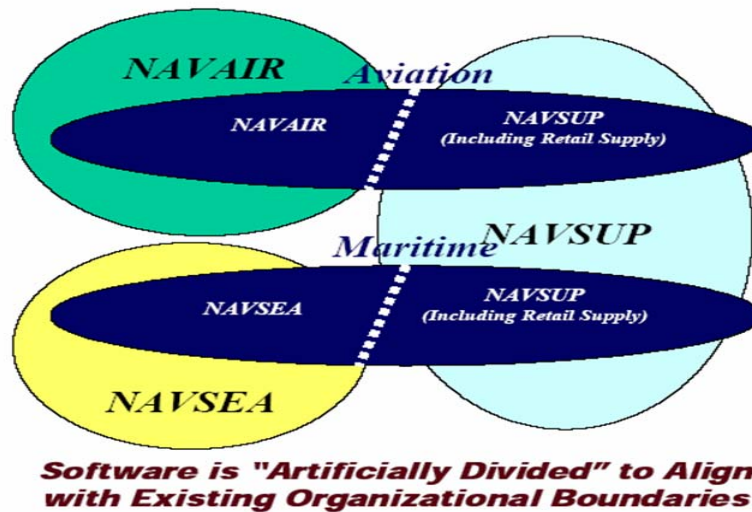 NAVAIR
Aviation
NAVAIR
NAVSUP
(Including Retail Supply)
NAVSUP
Maritime
NAVSEA
NAVSUP
(Including Retail Supply)
NAVSEA
Software is "Artificially Divided" to Align
with Existing Organizational Boundaries